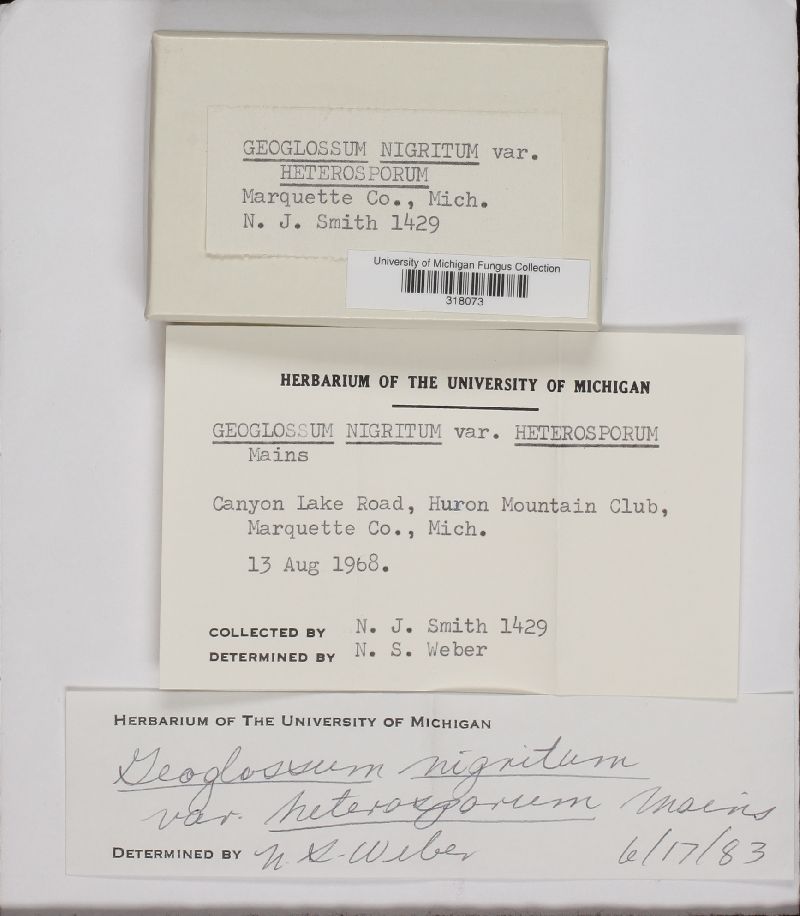 GEOGLOSSUM NIGRITUM var.
HETEROSPORUM
Marquette Co., Mich.
N. J. Smith 1429
University of Michigan Fungus Collection
318073
HERBARIUM OF THE UNIVERSITY OF MICHIGAN
GEOGLOSSUM NIGRITUM var. HETEROSPORUM
Mains
Canyon Lake Road, Huron Mountain Club,
Marquette Co., Mich.
13 Aug 1968.
COLLECTED BY N. J. Smith 1429
DETERMINED BY N. S. Weber
HERBARIUM OF THE UNIVERSITY OF MICHIGAN
Geoglossum nigritum
var. heterosporum Mains
DETERMINED BY N. S. Weber 6/17/83